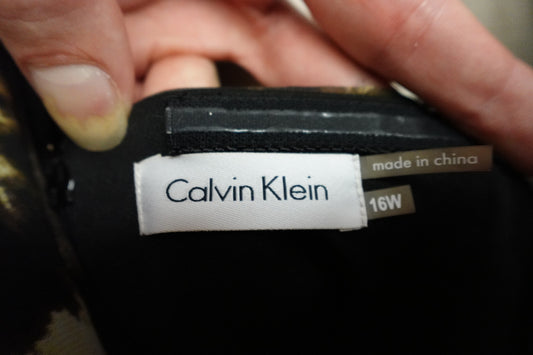 made in china
Calvin Klein
16W